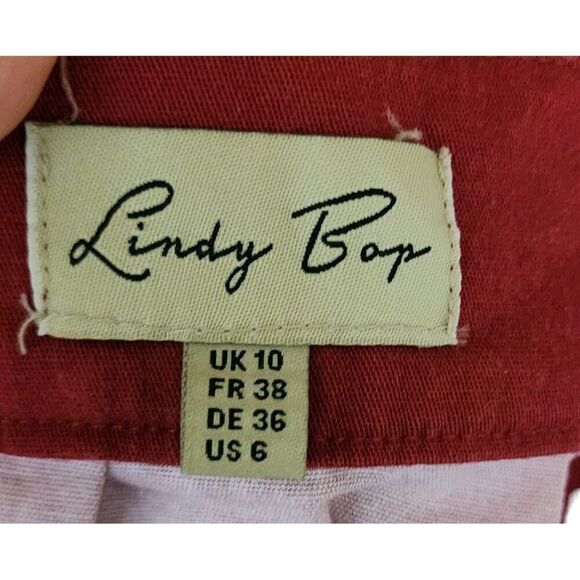 Lindy Bop
UK 10
FR 38
DE 36
US 6